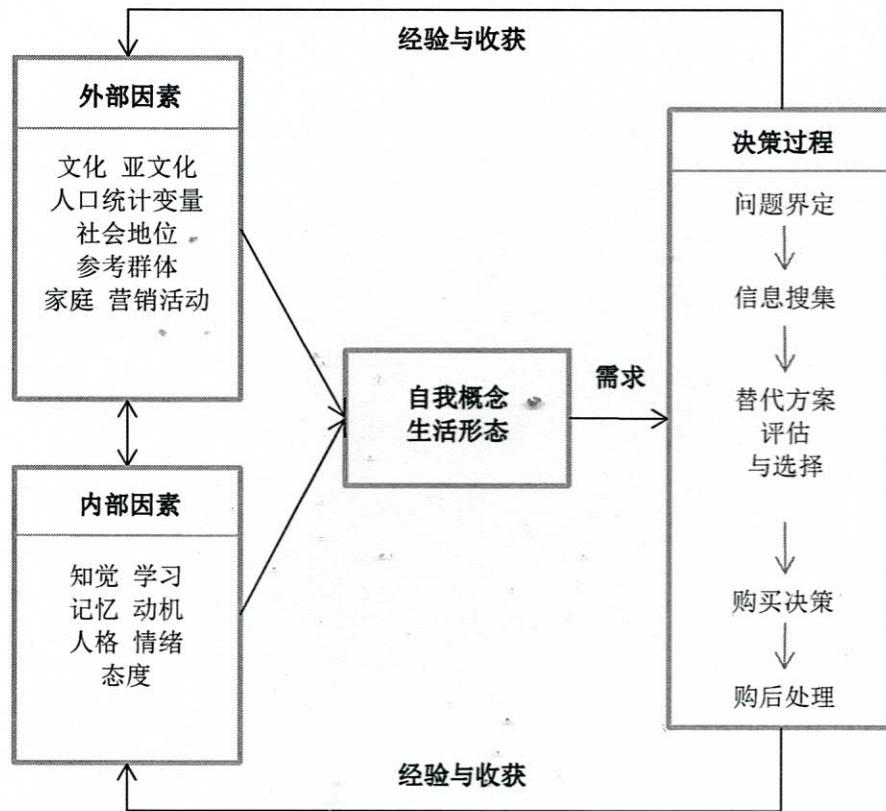 经验与收获
外部因素
文化 亚文化
人口统计变量
社会地位
参考群体
家庭 营销活动
内部因素
知觉 学习
记忆 动机
人格 情绪
态度
自我概念
生活形态
需求
决策过程
问题界定
信息搜集
替代方案
评估
与选择
购买决策
购后处理
经验与收获